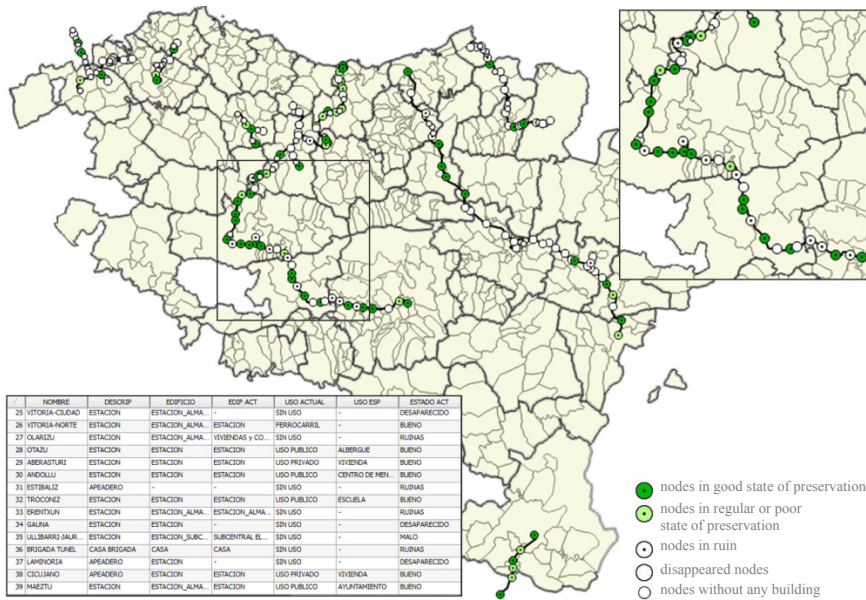 NOMBRE DESCRIP EDIFICIO EDIF ACT USO ACTUAL USO ESP ESTADO ACT
25 VITORIA-CIUDAD ESTACION ESTACION_ALMA... - SIN USO - DESAPARECIDO
26 VITORIA-NORTE ESTACION ESTACION_ALMA... ESTACION FERROCARRIL - BUENO
27 OLARIZU ESTACION ESTACION_ALMA... VIVIENDAS y CO... SIN USO - RUINAS
28 OTAZU ESTACION ESTACION ESTACION USO PUBLICO ALBERGUE BUENO
29 ABERASTURI ESTACION ESTACION ESTACION USO PRIVADO VIVIENDA BUENO
30 ANDOLLU ESTACION ESTACION ESTACION USO PUBLICO CENTRO DE MEN... BUENO
31 ESTIBALIZ APEADERO - - SIN USO - RUINAS
32 TROCONIZ ESTACION ESTACION ESTACION USO PUBLICO ESCUELA BUENO
33 ERENTXUN ESTACION ESTACION_ALMA... ESTACION_ALMA... SIN USO - RUINAS
34 GAUNA ESTACION ESTACION - SIN USO - DESAPARECIDO
35 ULLIBARRI-JAUR... ESTACION ESTACION_SUBC... SUBCENTRAL EL... SIN USO - MALO
36 BRIGADA TUNEL CASA BRIGADA CASA CASA SIN USO - RUINAS
37 LAMINORIA APEADERO ESTACION - SIN USO - DESAPARECIDO
38 CICUJANO APEADERO ESTACION ESTACION USO PRIVADO VIVIENDA BUENO
39 MAEZTU ESTACION ESTACION_ALMA... ESTACION USO PUBLICO AYUNTAMIENTO BUENO
nodes in good state of preservation
nodes in regular or poor
state of preservation
nodes in ruin
disappeared nodes
nodes without any building